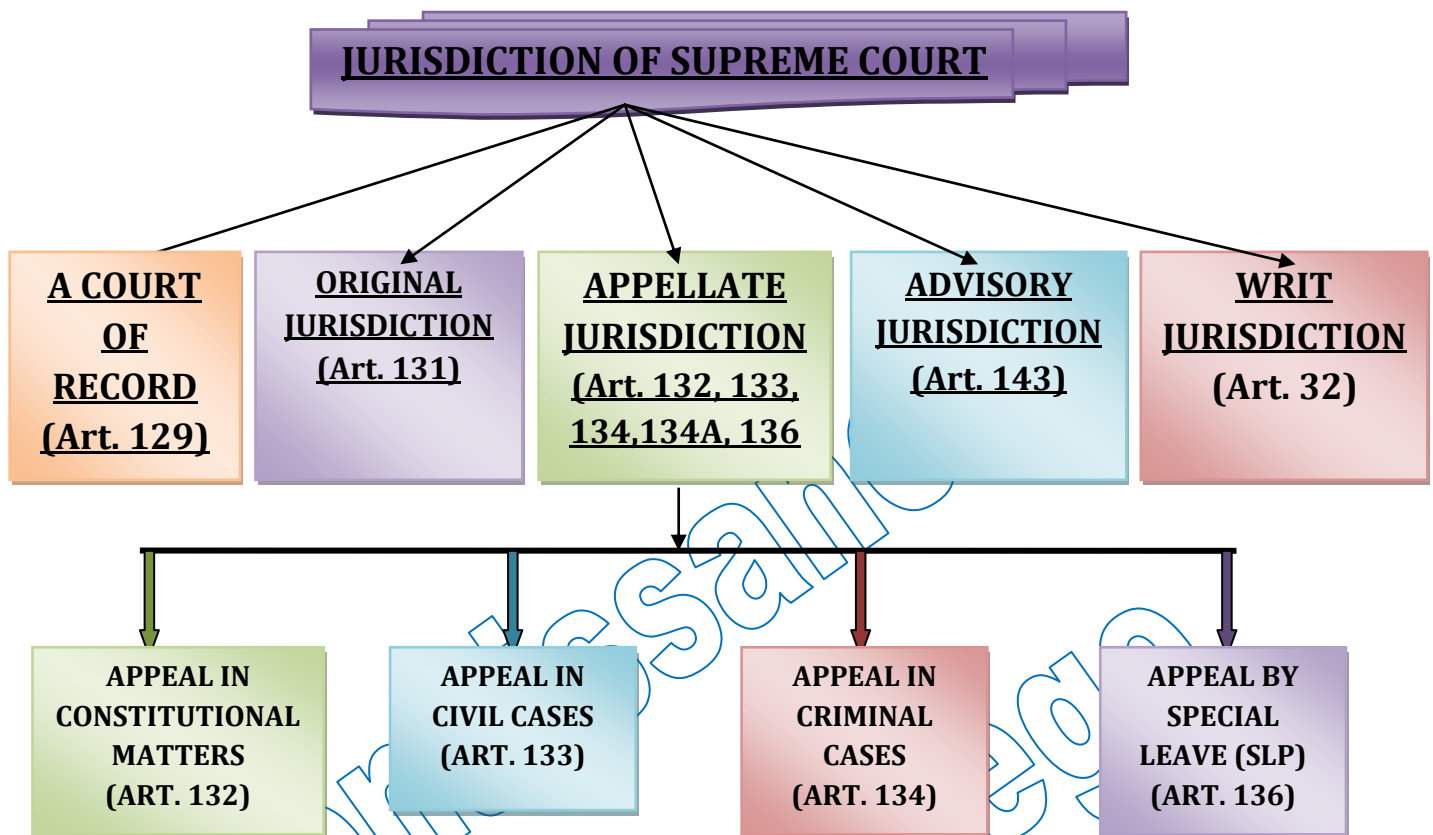 JURISDICTION OF SUPREME COURT
A COURT
OF
RECORD
(Art. 129)
ORIGINAL
JURISDICTION
(Art. 131)
APPELLATE
JURISDICTION
(Art. 132, 133,
134,134A, 136
ADVISORY
JURISDICTION
(Art. 143)
WRIT
JURISDICTION
(Art. 32)
APPEAL IN
CONSTITUTIONAL
MATTERS
(ART. 132)
APPEAL IN
CIVIL CASES
(ART. 133)
APPEAL IN
CRIMINAL
CASES
(ART. 134)
APPEAL BY
SPECIAL
LEAVE (SLP)
(ART. 136)